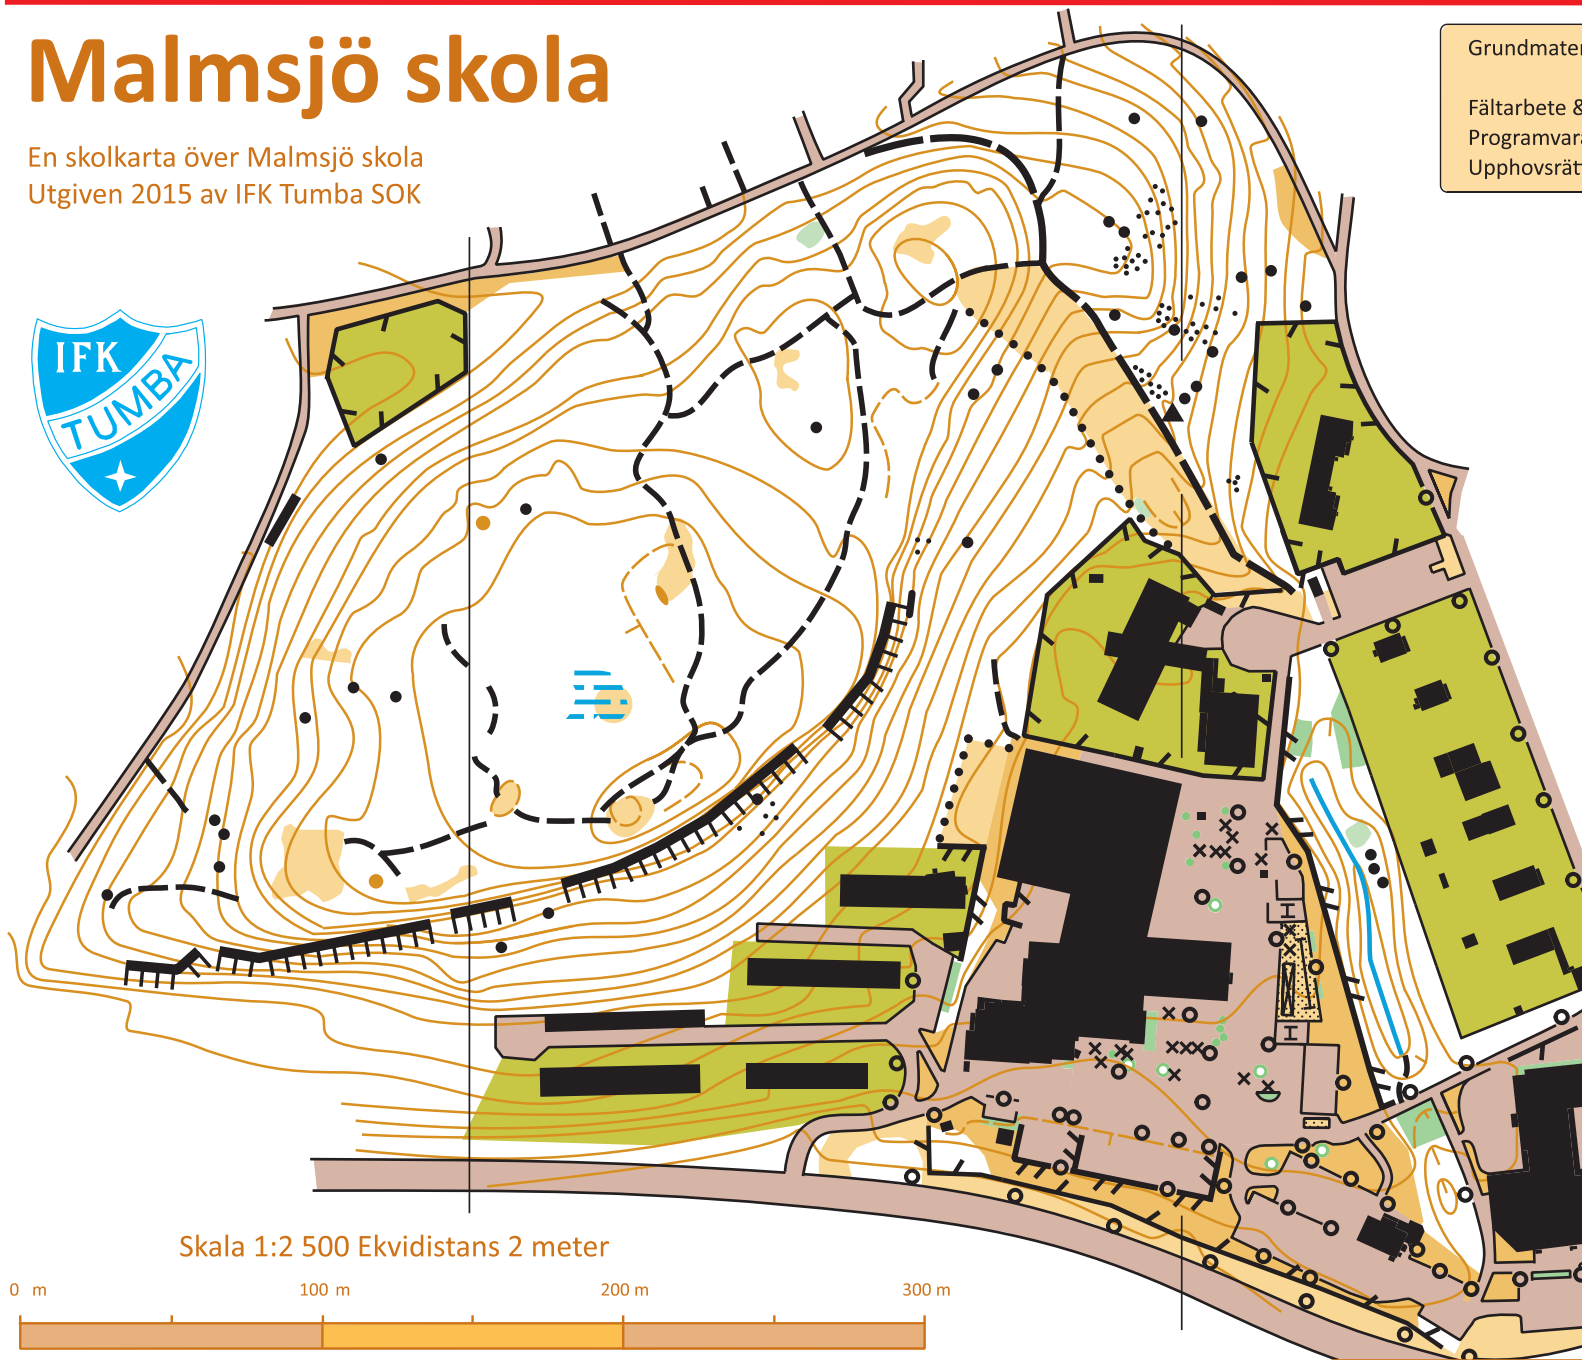 Malmsjö skola
En skolkarta över Malmsjö skola
Utgiven 2015 av IFK Tumba SOK
IFK
TUMBA
Fältarbete &
Skala 1:2 500 Ekvidistans 2 meter
0 m 100 m 200 m 300 m